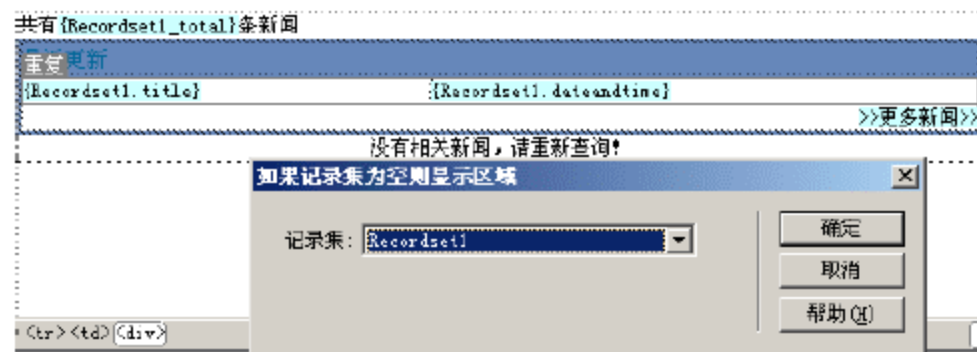 共有{Recordset1_total}条新闻
重复
更新
{Recordset1.title}
{Recordset1.dateandtime}
>>更多新闻>>
没有相关新闻，请重新查询!
如果记录集为空则显示区域
记录集: Recordset1
确定
取消
帮助(H)
<tr><td><div>